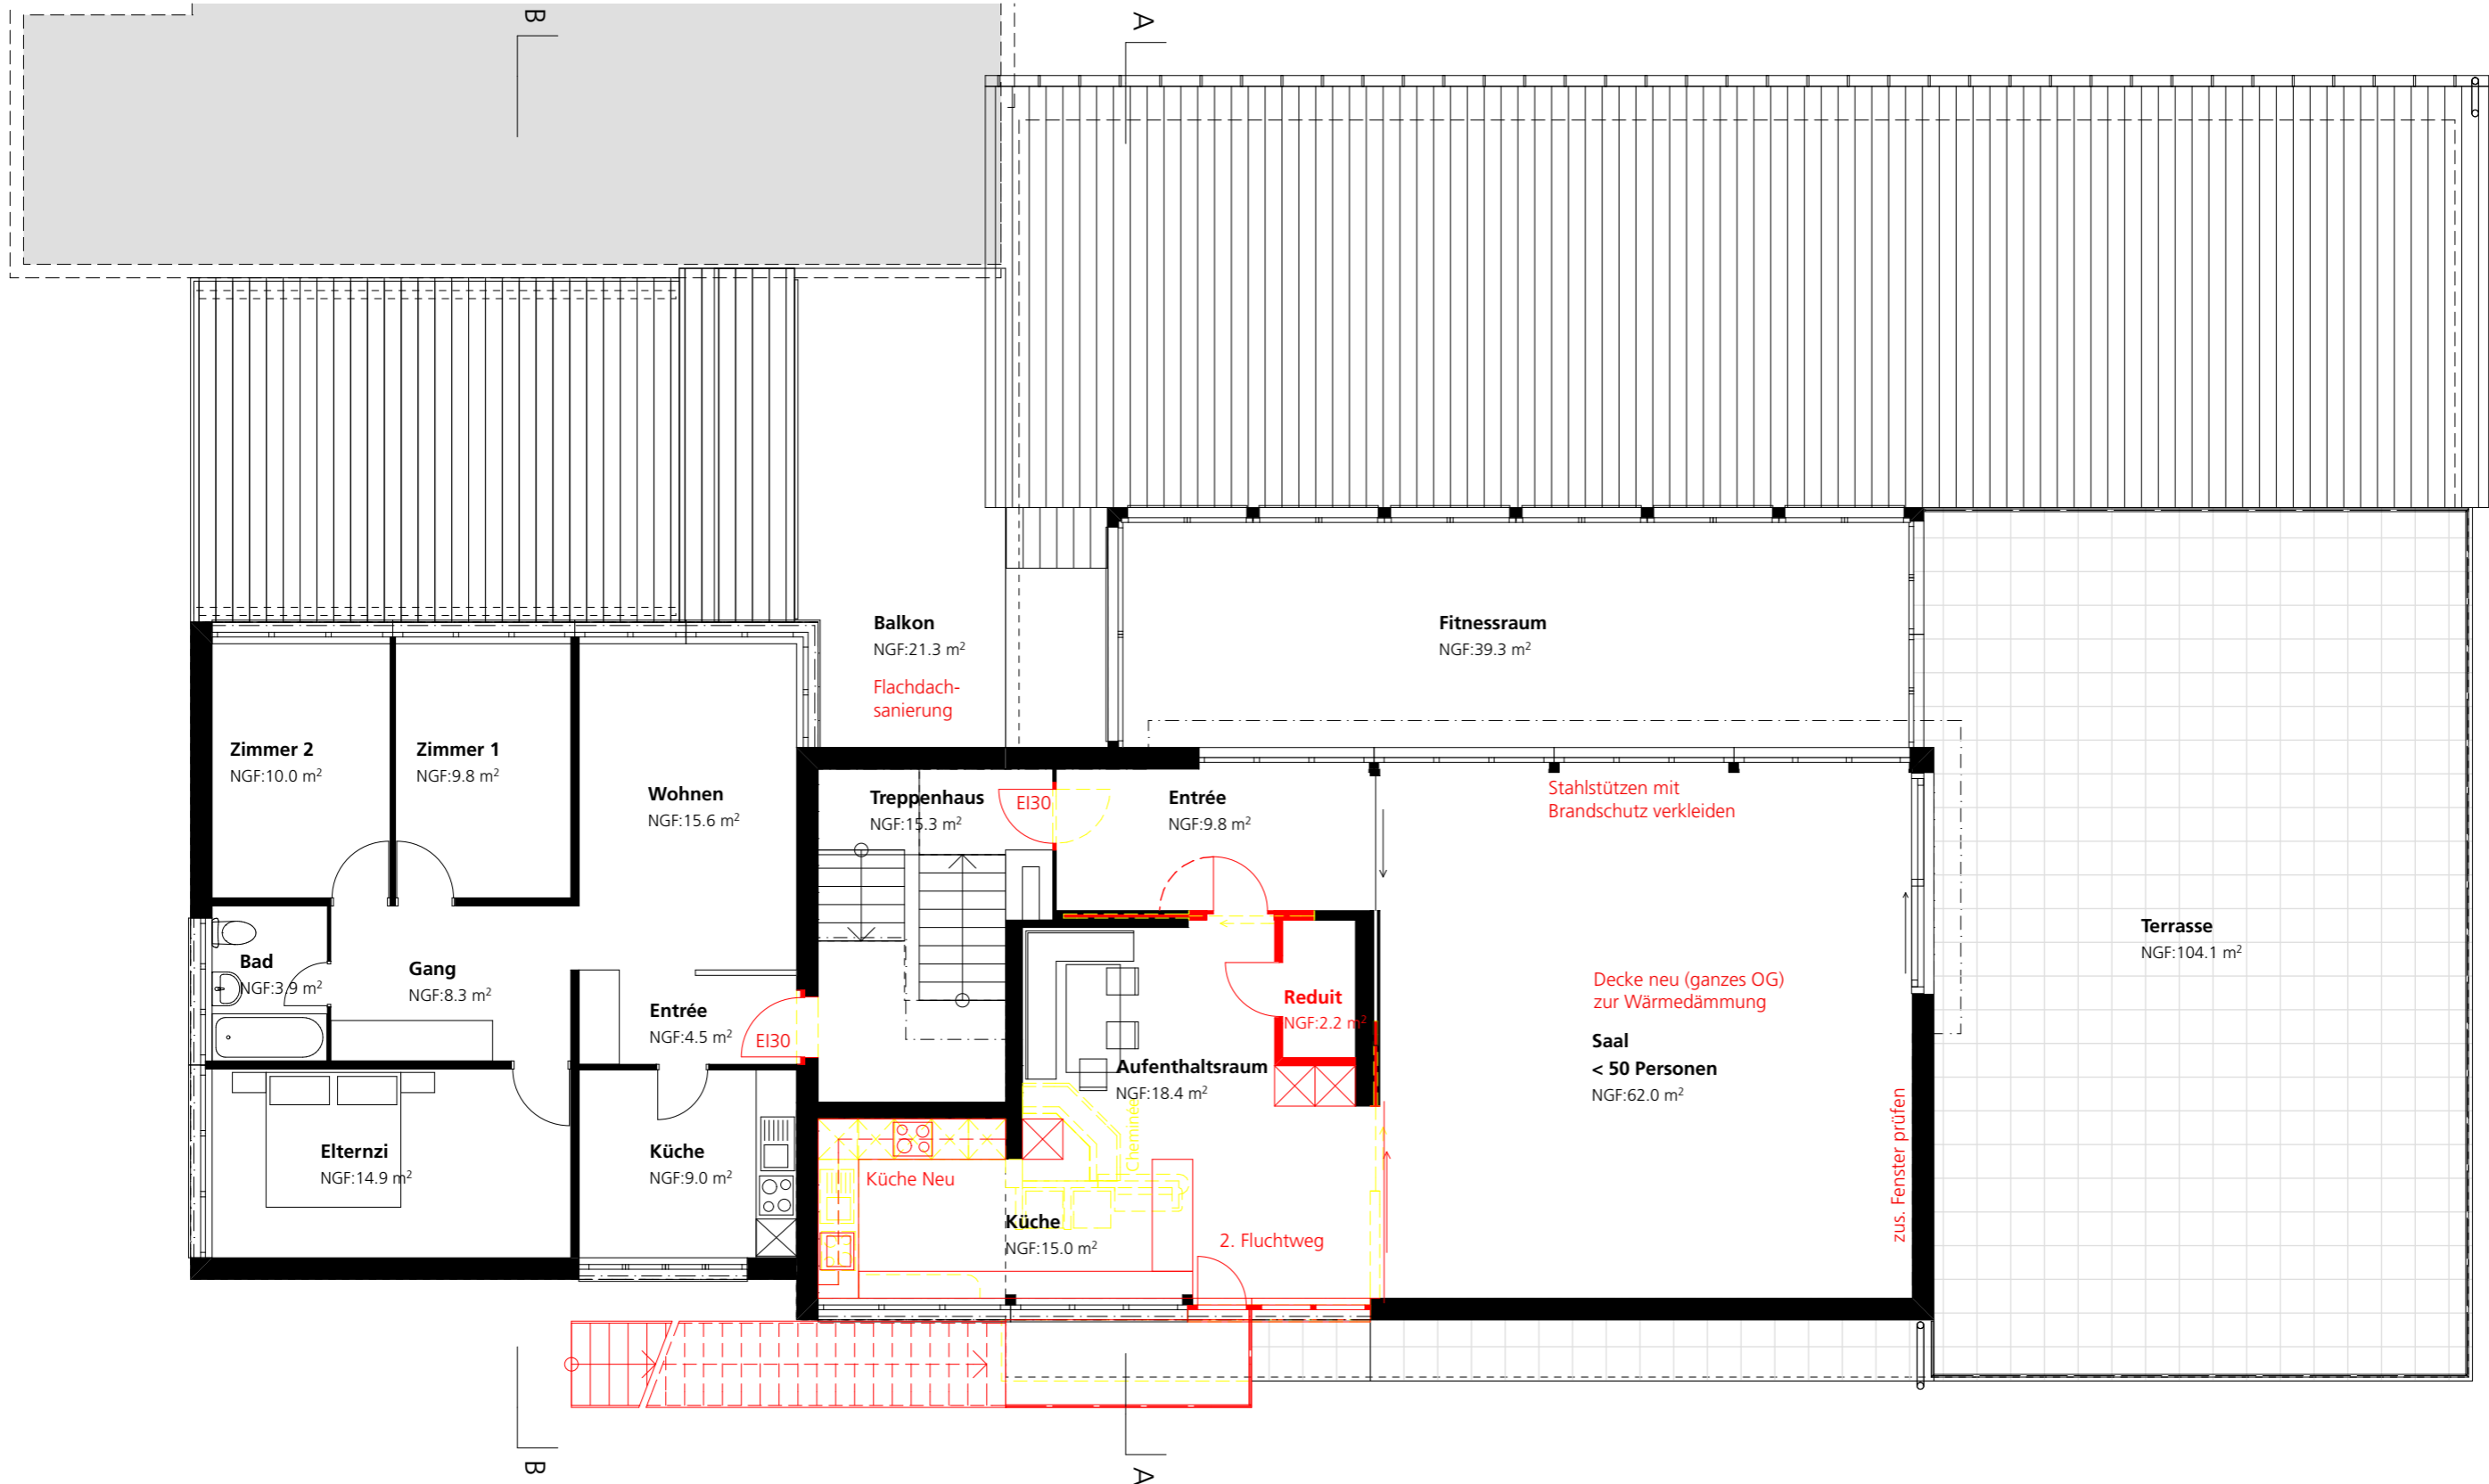 B
A
Balkon
NGF:21.3 m²
Flachdach-
sanierung
Fitnessraum
NGF:39.3 m²
Zimmer 2
NGF:10.0 m²
Zimmer 1
NGF:9.8 m²
Wohnen
NGF:15.6 m²
Treppenhaus
NGF:15.3 m²
EI30
Entrée
NGF:9.8 m²
Stahlstützen mit
Brandschutz verkleiden
Terrasse
NGF:104.1 m²
Bad
NGF:3.9 m²
Gang
NGF:8.3 m²
Entrée
NGF:4.5 m²
EI30
Reduit
NGF:2.2 m²
Decke neu (ganzes OG)
zur Wärmedämmung
Saal
< 50 Personen
NGF:62.0 m²
Aufenthaltsraum
NGF:18.4 m²
Cheminée
zus. Fenster prüfen
Elternzi
NGF:14.9 m²
Küche
NGF:9.0 m²
Küche Neu
Küche
NGF:15.0 m²
2. Fluchtweg
B
A